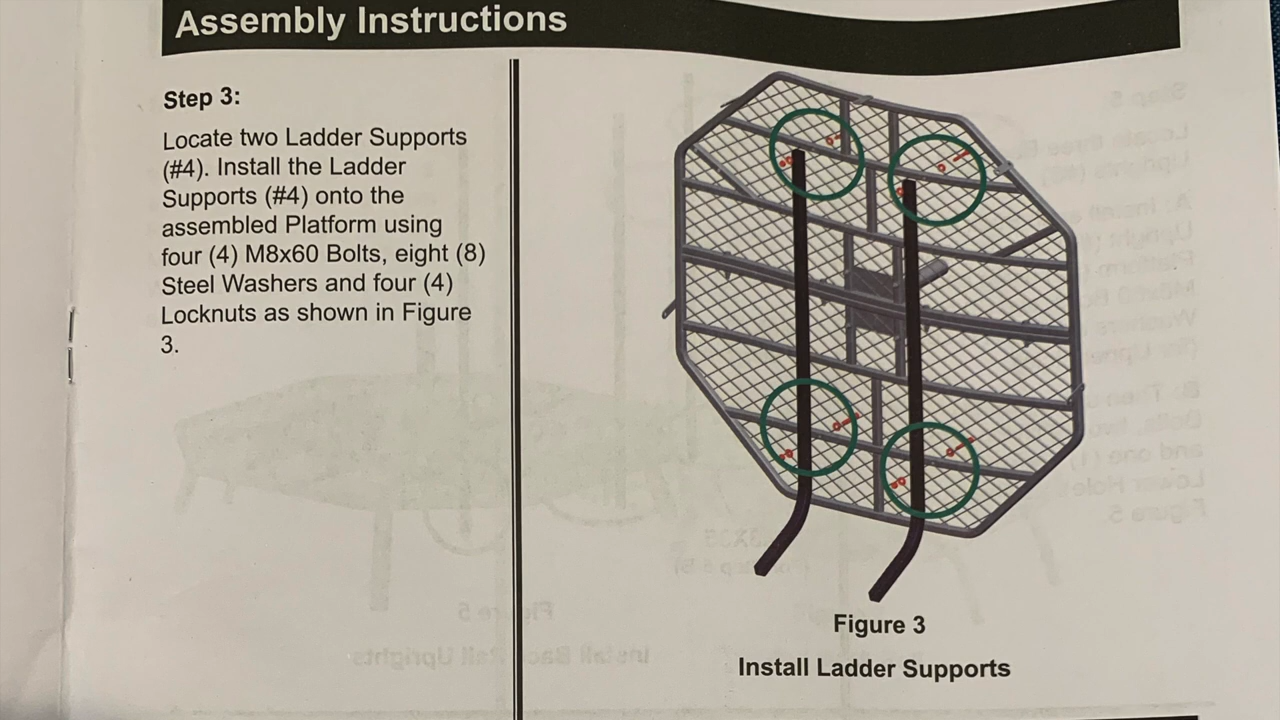 Assembly Instructions
Step 3:
Locate two Ladder Supports
(#4). Install the Ladder
Supports (#4) onto the
assembled Platform using
four (4) M8x60 Bolts, eight (8)
Steel Washers and four (4)
Locknuts as shown in Figure
3.
Figure 3
Install Ladder Supports